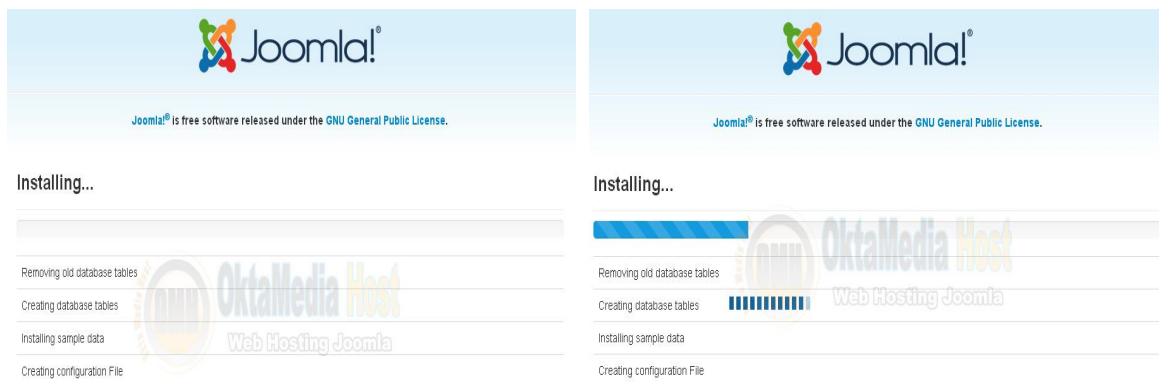 Joomla!®
Joomla!® is free software released under the GNU General Public License.
Installing...
Removing old database tables
Creating database tables
Installing sample data
Creating configuration File
OMH
OktaMedia Host
Web Hosting Joomla
Joomla!®
Joomla!® is free software released under the GNU General Public License.
Installing...
Removing old database tables
Creating database tables
Installing sample data
Creating configuration File
OMH
OktaMedia Host
Web Hosting Joomla